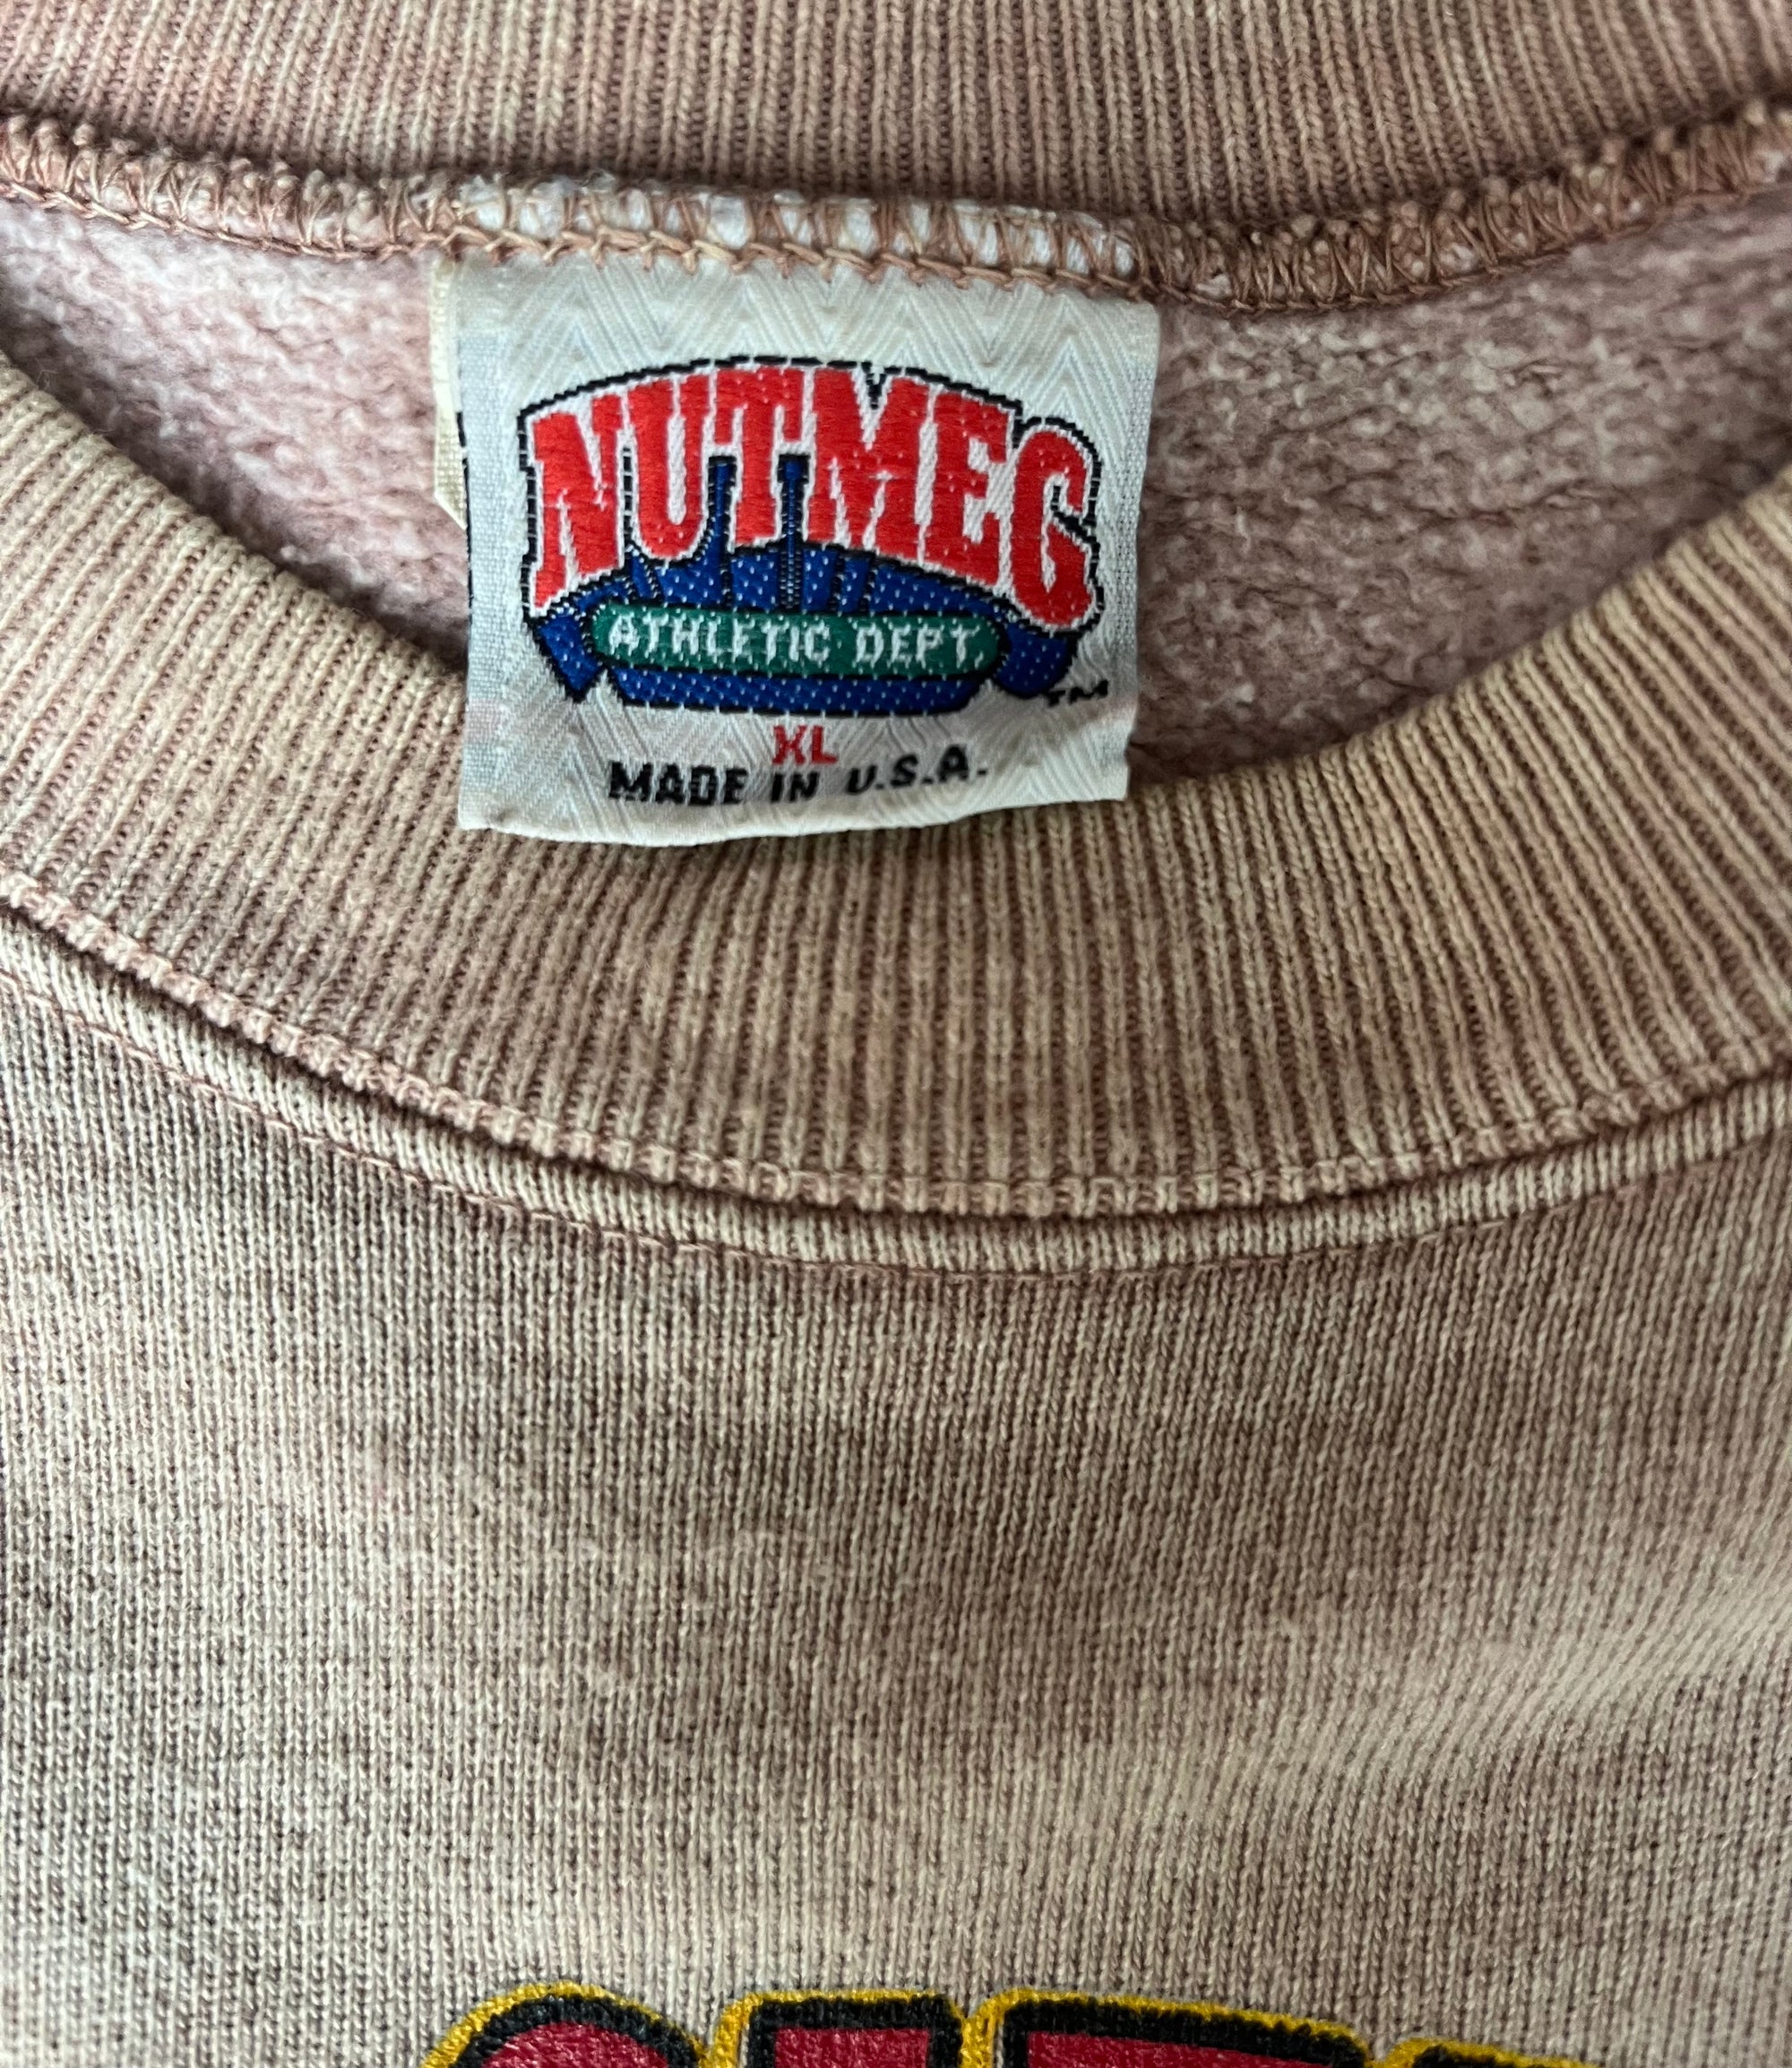 NUTMEG
ATHLETIC DEPT.
TM
XL
MADE IN U.S.A.